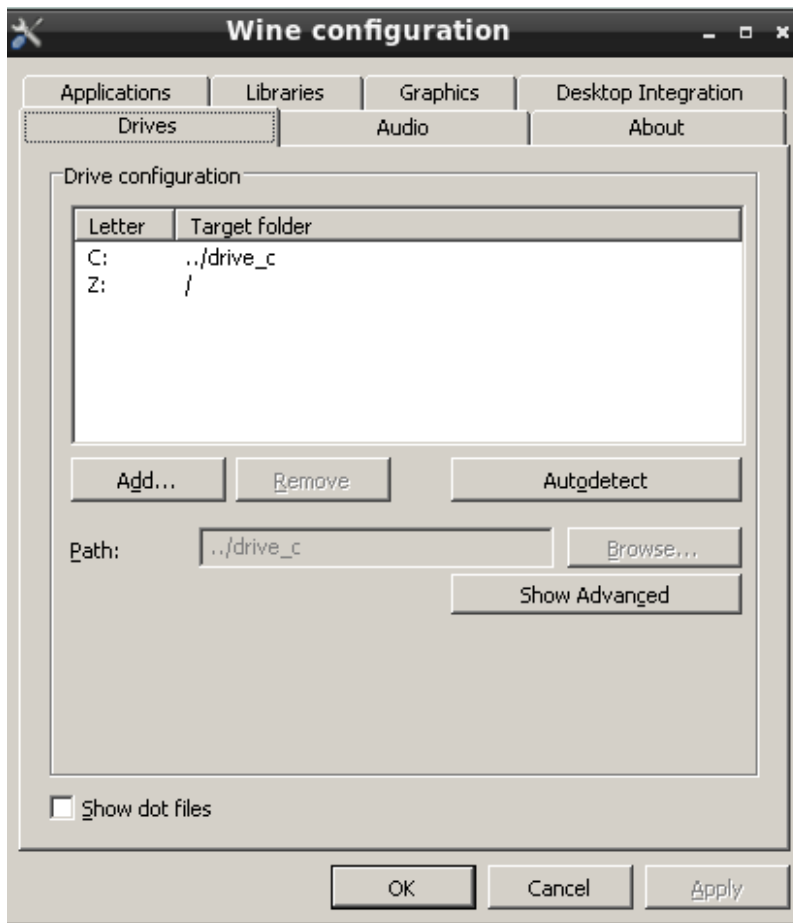 Wine configuration
Applications Libraries Graphics Desktop Integration
Drives Audio About
Drive configuration
Letter Target folder
C: ../drive_c
Z: /
Add... Remove Autodetect
Path: ../drive_c Browse...
Show Advanced
Show dot files
OK Cancel Apply